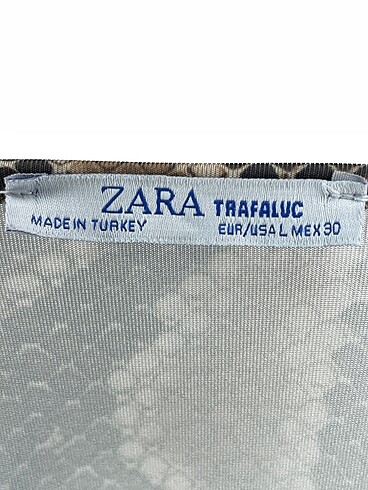 ZARA TRAFALUC
MADE IN TURKEY EUR/USA L MEX 30